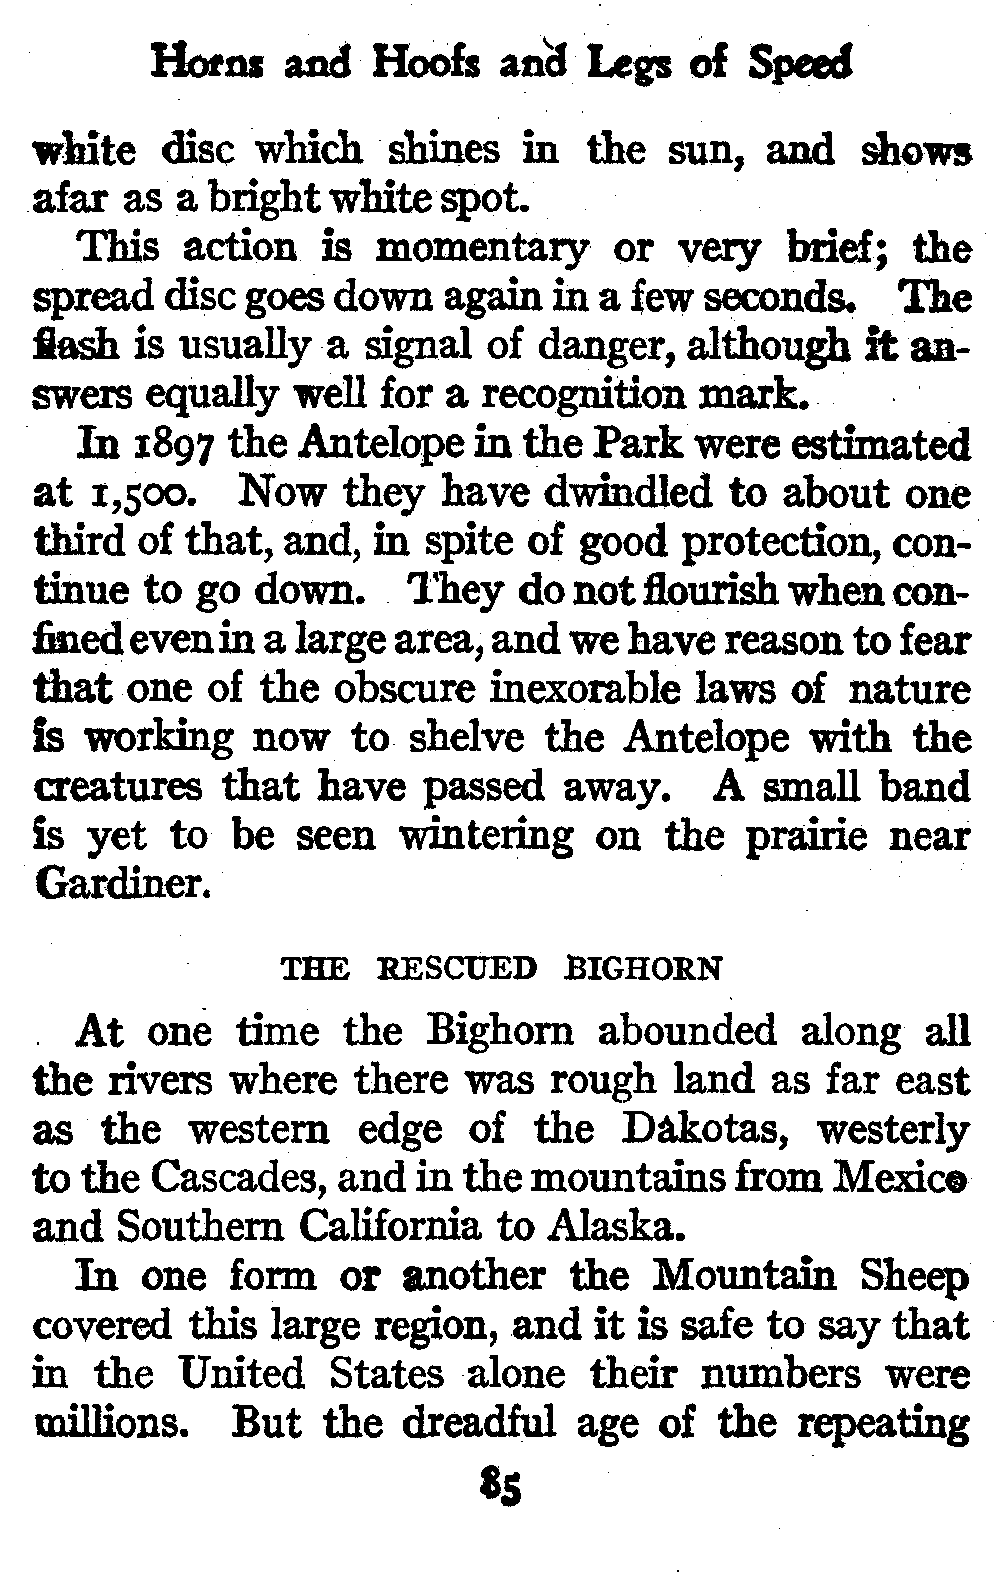 Horns and Hoofs and Legs of Speed
white disc which shines in the sun, and shows
afar as a bright white spot.
This action is momentary or very brief; the
spread disc goes down again in a few seconds. The
flash is usually a signal of danger, although it an-
swers equally well for a recognition mark.
In 1897 the Antelope in the Park were estimated
at 1,500. Now they have dwindled to about one
third of that, and, in spite of good protection, con-
tinue to go down. They do not flourish when con-
fined even in a large area, and we have reason to fear
that one of the obscure inexorable laws of nature
is working now to shelve the Antelope with the
creatures that have passed away. A small band
is yet to be seen wintering on the prairie near
Gardiner.
THE RESCUED BIGHORN
At one time the Bighorn abounded along all
the rivers where there was rough land as far east
as the western edge of the Dakotas, westerly
to the Cascades, and in the mountains from Mexico
and Southern California to Alaska.
In one form or another the Mountain Sheep
covered this large region, and it is safe to say that
in the United States alone their numbers were
millions. But the dreadful age of the repeating
85